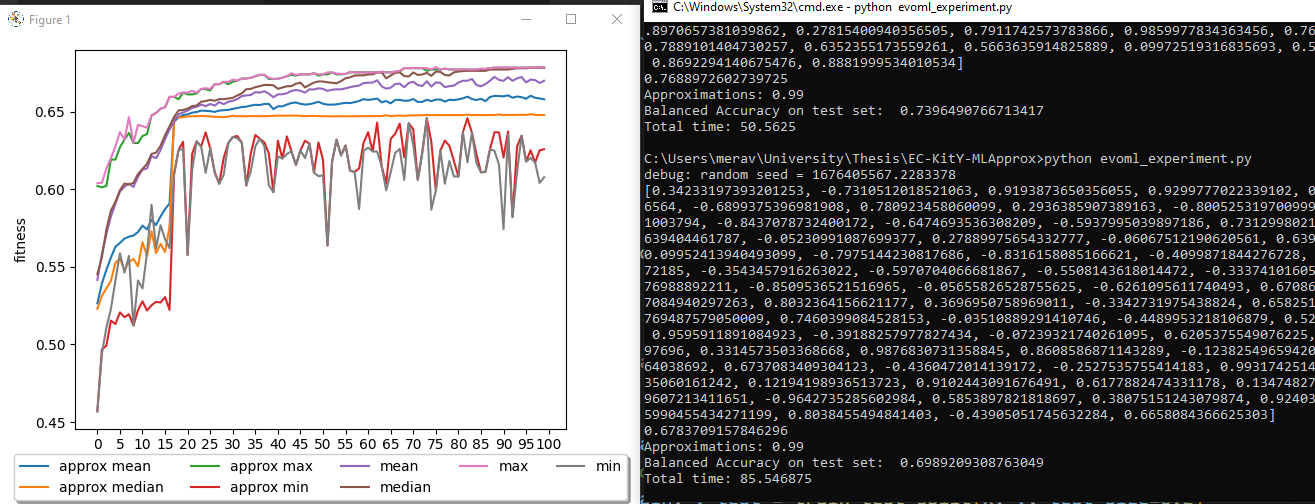 Figure 1
fitness
0.65
0.60
0.55
0.50
0.45
0 5 10 15 20 25 30 35 40 45 50 55 60 65 70 75 80 85 90 95 100
approx mean approx max mean max min
approx median approx min median
C:\Windows\System32\cmd.exe - python evoml_experiment.py
.8970657381039862, 0.27815400940356505, 0.7911742573783866, 0.9859977834363456, 0.76
0.7889101404730257, 0.6352355173559261, 0.5663635914825889, 0.09972519316835693, 0.5
0.8692294140675476, 0.8881999534010534]
0.7688972602739725
Approximations: 0.99
Balanced Accuracy on test set: 0.7396490766713417
Total time: 50.5625
C:\Users\merav\University\Thesis\EC-KitY-MLApprox>python evoml_experiment.py
debug: random seed = 1676405567.2283378
[0.34233197393201253, -0.7310512018521063, 0.9193873650356055, 0.9299777022339102, 0
6564, -0.6899375396981908, 0.780923458060099, 0.2936385907389163, -0.800525319700999
1003794, -0.84370787324001722, -0.6474693536308209, -0.5937995039897186, 0.731299802 1
639404461787, -0.05230991087699377, 0.27889975654332777, -0.06067512190620561, 0.639
0.09952413940493099, -0.7975144230817686, -0.8316158085166621, -0.4099871844276728,
72185, -0.3543457916263022, -0.5970704066681867, -0.5508143618014472, -0.33374101605
76988892211, -0.8509536521516965, -0.05655826528755625, -0.6261095611740493, 0.67086
7084940297263, 0.8032364156621177, 0.3696950758969011, -0.3342731975438824, 0.658251
769487579050009, 0.7460399084528153, -0.03510889291410746, -0.4489953218106879, 0.52
0.9595911891084923, -0.39188257977827434, -0.07239321740261095, 0.6205375549076225,
97696, 0.3314573503368668, 0.9876830731358845, 0.8608586871143289, -0.12382549659420
64038692, 0.6737083409304123, -0.4360472014139172, -0.2527535755414183, 0.9931742514
35060161242, 0.12194198936513723, 0.9102443091676491, 0.6177882474331178, 0.13474827
9607213411651, -0.9642735285602984, 0.5853897821818697, 0.38075151243079874, 0.92403
5990455434271199, 0.8038455494841403, -0.43905051745632284, 0.6658084366625303]
0.6783709157846296
Approximations: 0.99
Balanced Accuracy on test set: 0.6989209308763049
Total time: 85.546875